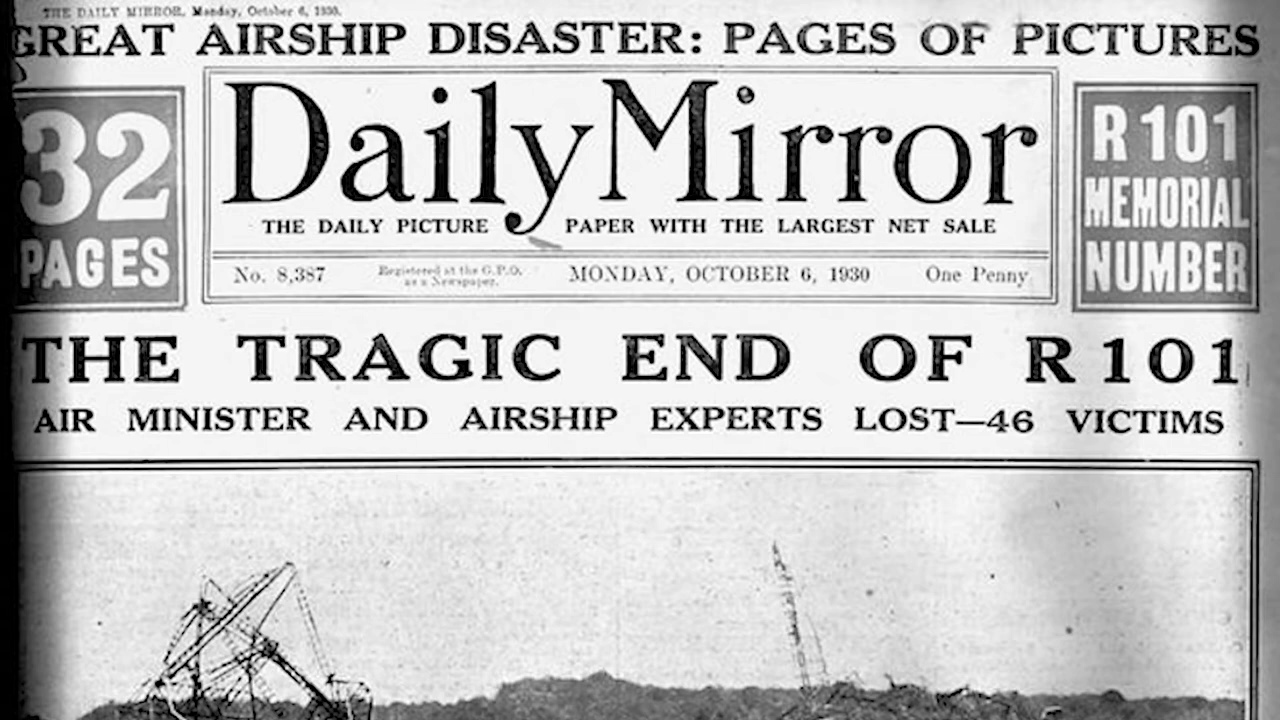 THE DAILY MIRROR, Monday, October 6, 1930.
GREAT AIRSHIP DISASTER: PAGES OF PICTURES
32
PAGES
Daily Mirror
THE DAILY PICTURE PAPER WITH THE LARGEST NET SALE
No. 8,387 Registered at the G.P.O. as a Newspaper. MONDAY, OCTOBER 6, 1930 One Penny
R 101
MEMORIAL
NUMBER
THE TRAGIC END OF R 101
AIR MINISTER AND AIRSHIP EXPERTS LOST—46 VICTIMS